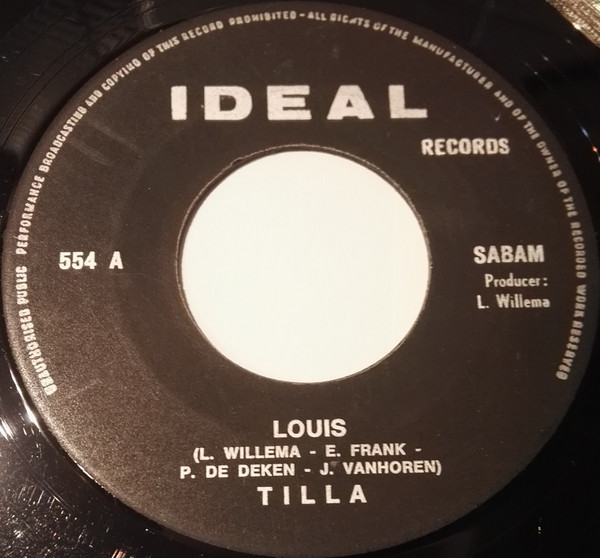 UNAUTHORISED PUBLIC PERFORMANCE BROADCASTING AND COPYING OF THIS RECORD PROHIBITED - ALL RIGHTS OF THE MANUFACTURER AND OF THE OWNER OF THE RECORDED WORK RESERVED
IDEAL
RECORDS
554 A
SABAM
Producer:
L. Willema
LOUIS
(L. WILLEMA - E. FRANK -
P. DE DEKEN - J. VANHOREN)
TILLA